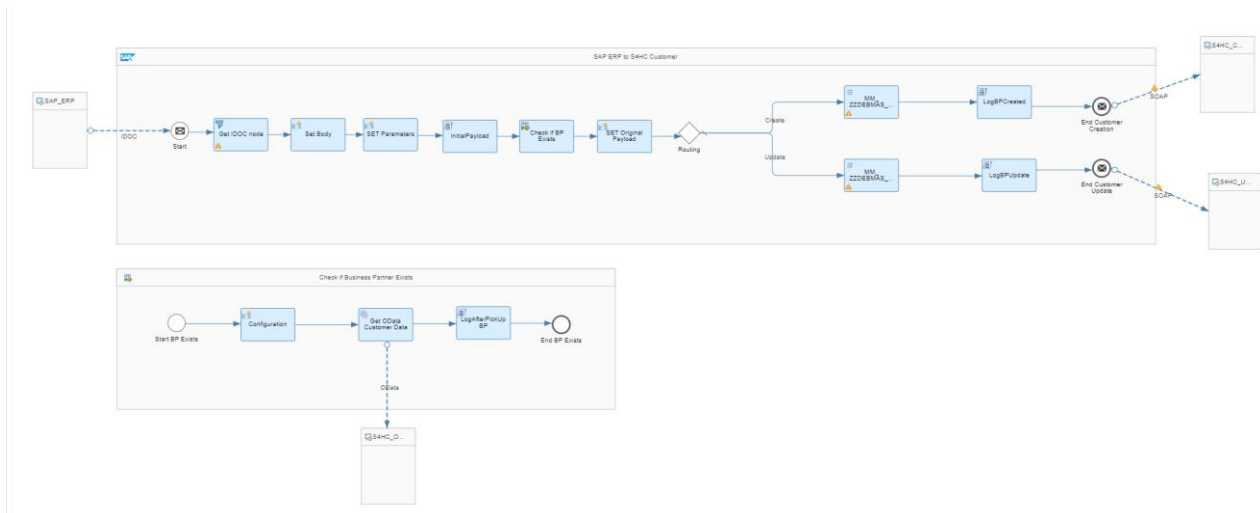 SAP ERP to S4HC Customer
S4HC_C...
SAP_ERP
IDOC
Start
Get IDOC node
Set Body
SET Parameters
InitialPayload
Check if BP
Exists
SET Original
Payload
Routing
Create
Update
MM_
ZZDEBMAS_...
LogBPCreated
End Customer
Creation
SOAP
MM_
ZZDEBMAS_...
LogBPUpdate
End Customer
Update
SOAP
S4HC_U...
Check if Business Partner Exists
Start BP Exists
Configuration
Get OData
Customer Data
LogAfterPickUp
BP
End BP Exists
OData
S4HC_O...